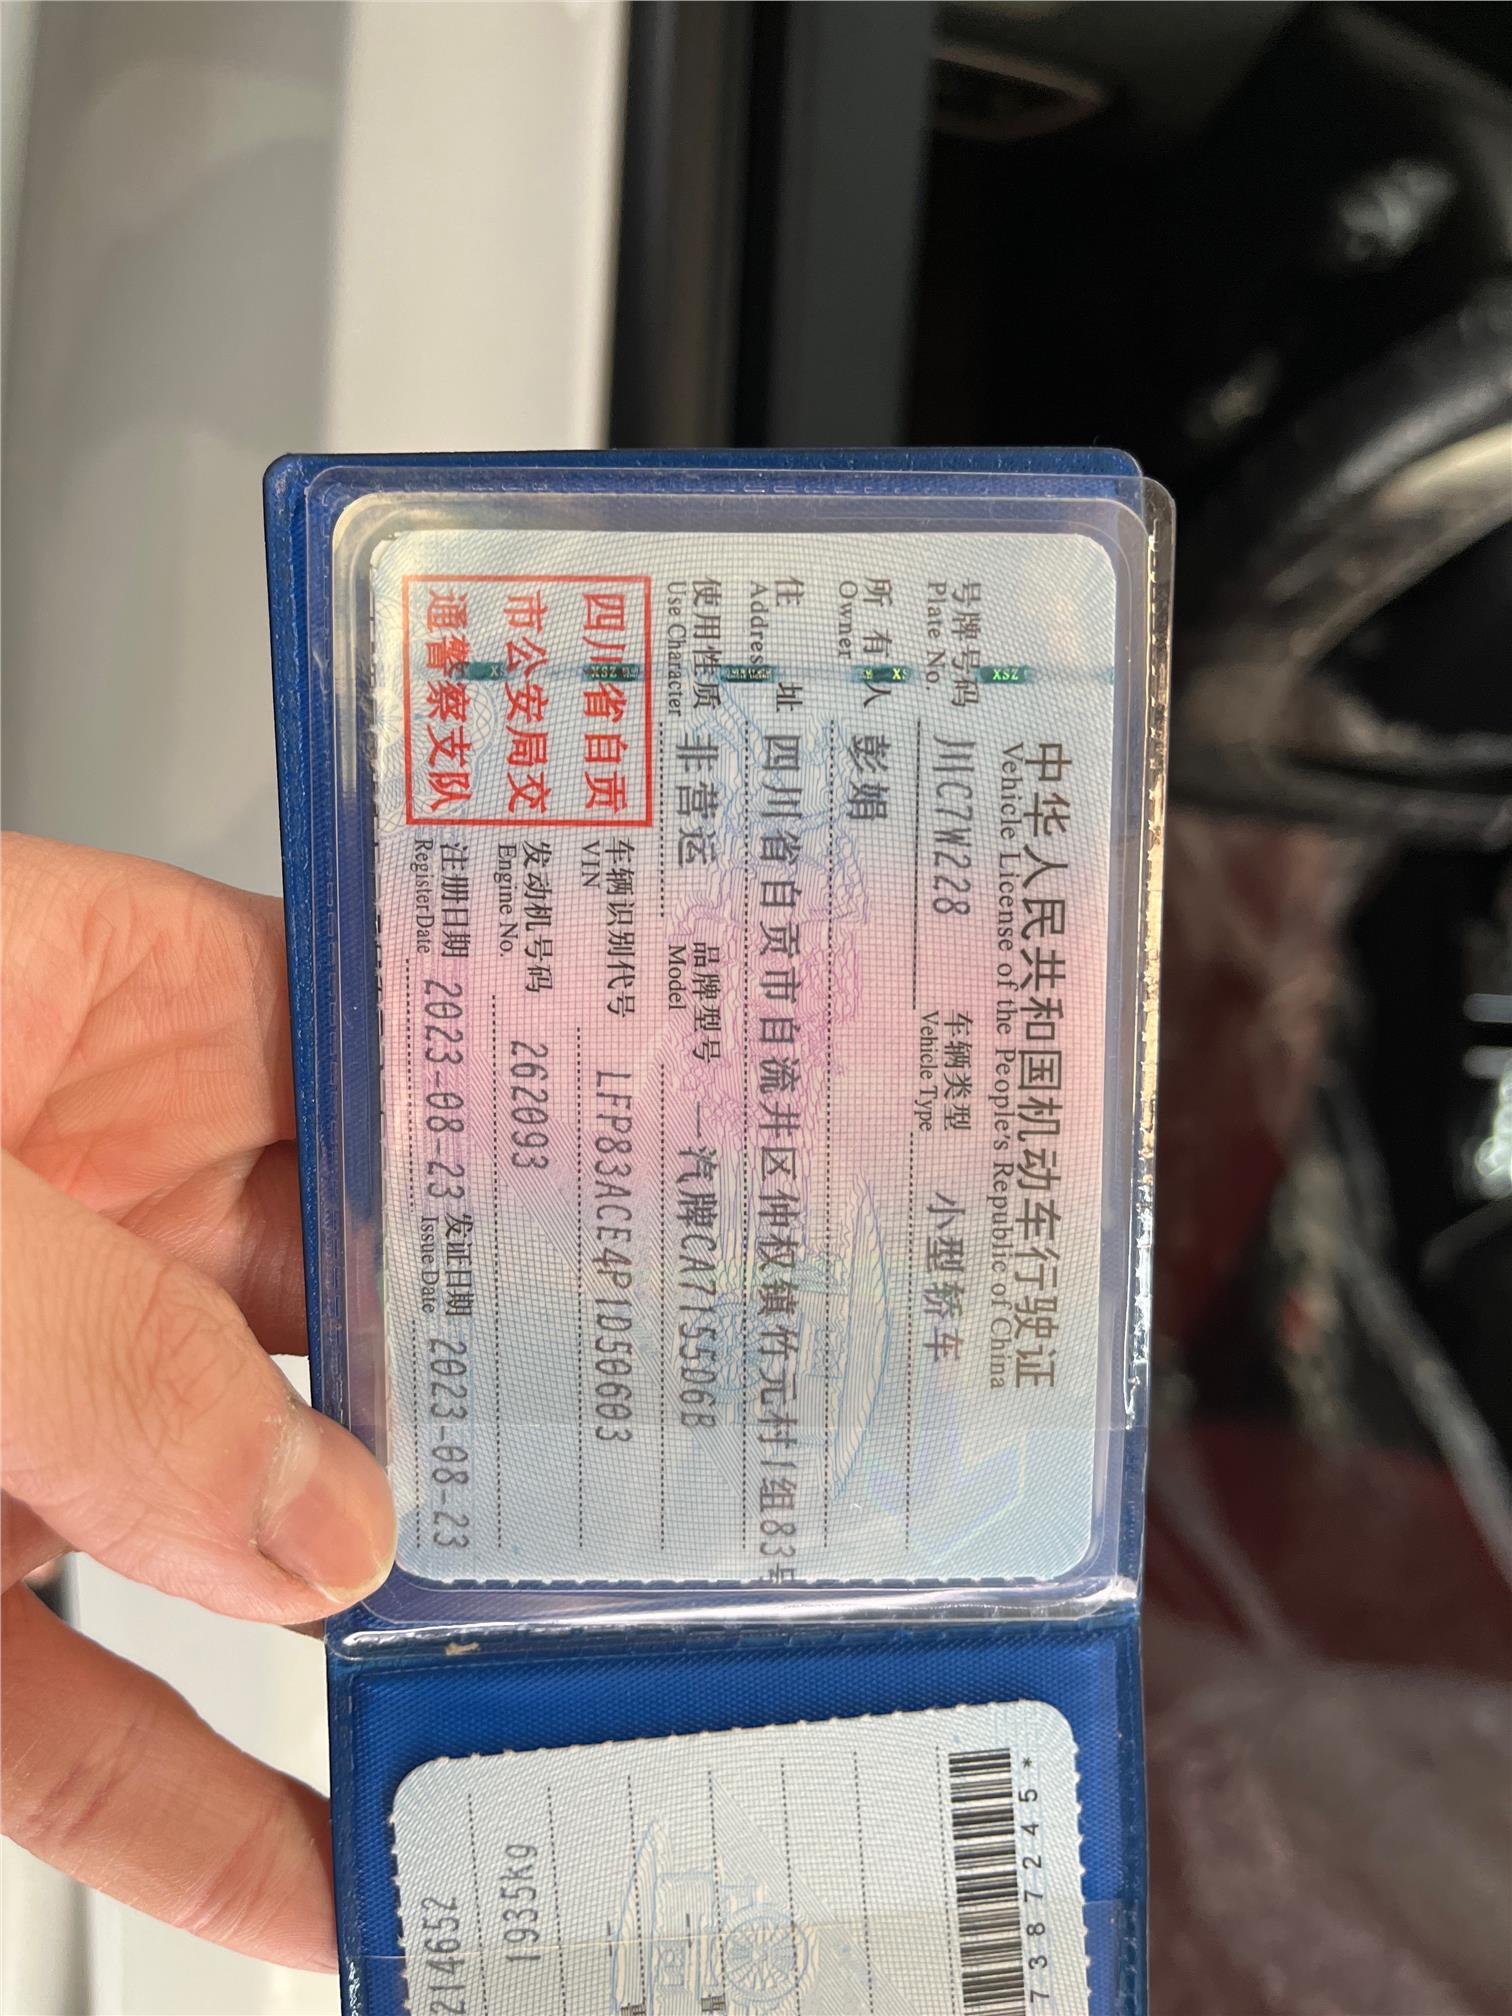 中华人民共和国机动车行驶证
Vehicle License of the People's Republic of China
号牌号码 川C7W228 车辆类型 小型轿车
Plate No. Vehicle Type
所有人 彭娟
Owner
住址 四川省自贡市自流井区仲权镇竹元村1组83号
Address
使用性质 非营运 品牌型号 一汽牌CA7155D6B
Use Character Model
四川省自贡
市公安局交
通警察支队
车辆识别代号 LFP83ACE4P1D50603
VIN
发动机号码 262093
Engine No.
注册日期 2023-08-23 发证日期 2023-08-23
Register Date Issue Date
7387245*
1935kg
214652